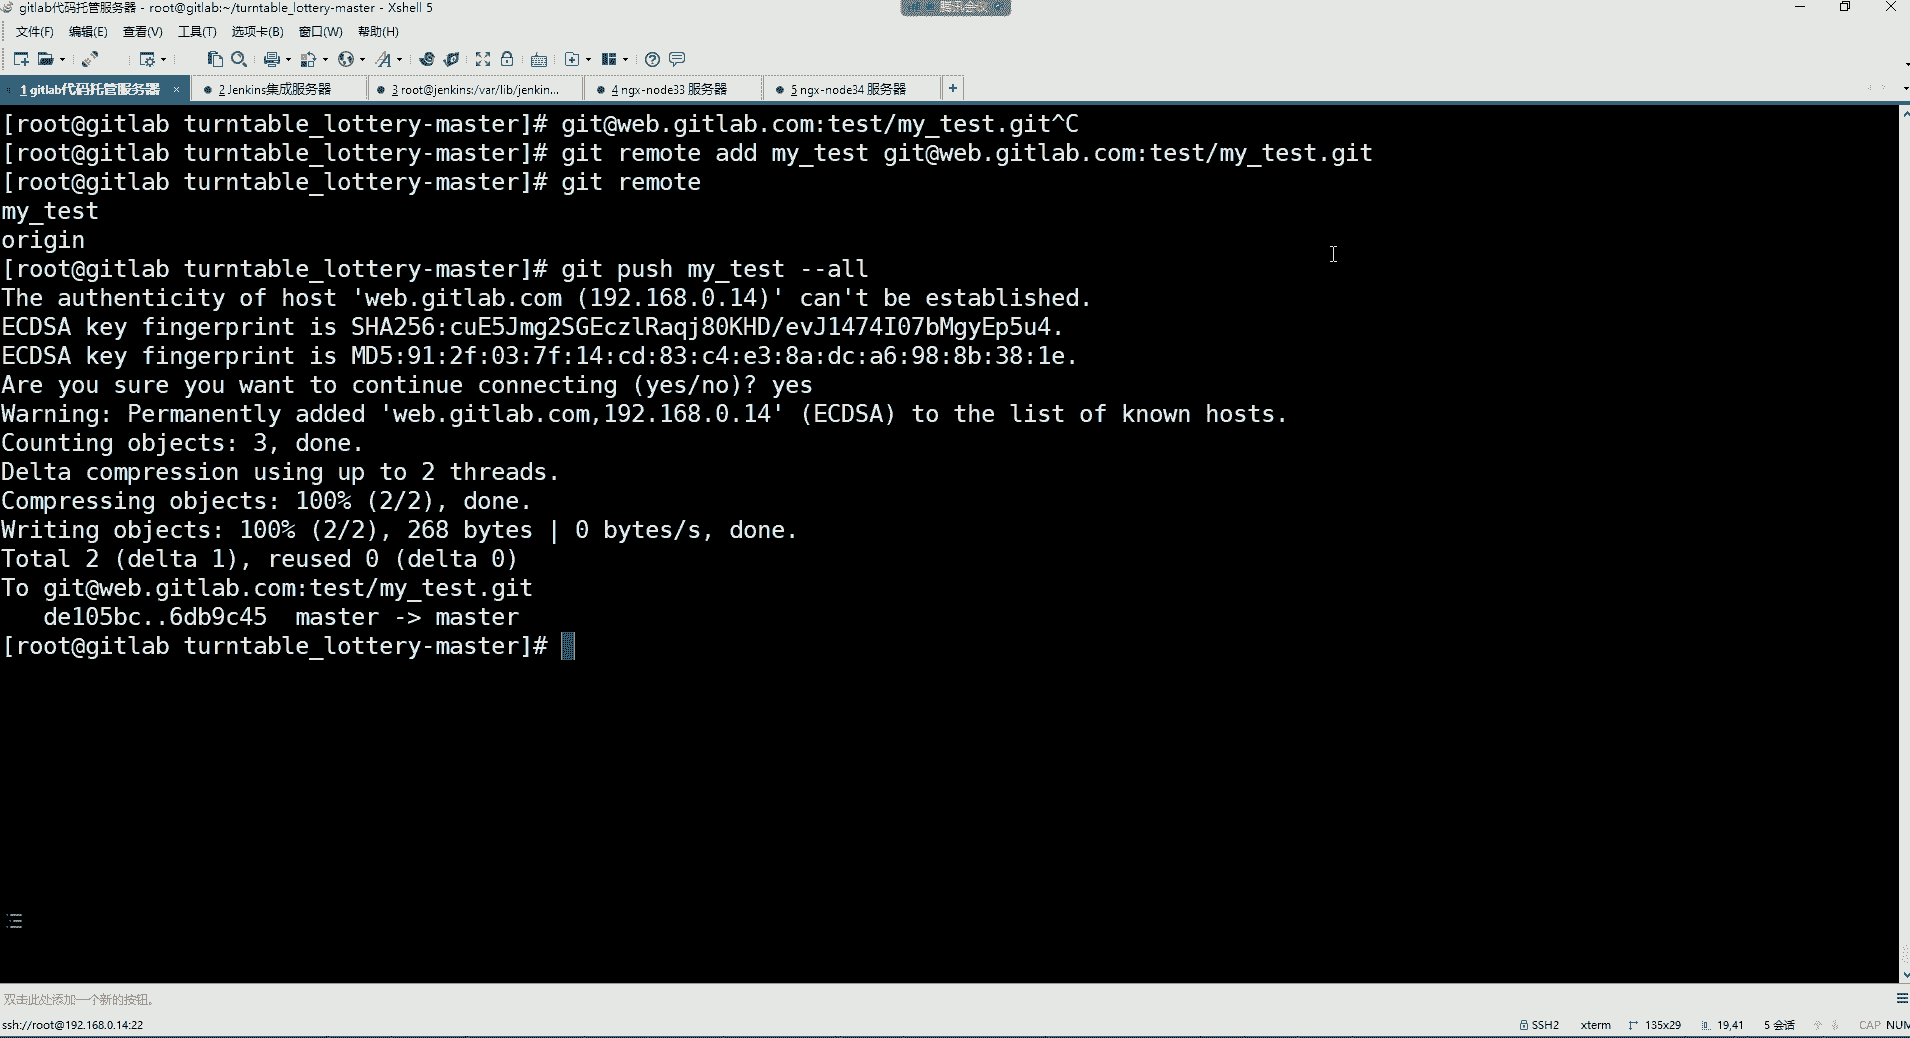 gitlab代码托管服务器 - root@gitlab:~/turntable_lottery-master - Xshell 5
腾讯会议
文件(F) 编辑(E) 查看(V) 工具(T) 选项卡(B) 窗口(W) 帮助(H)
1 gitlab代码托管服务器 × 2 Jenkins集成服务器 3 root@jenkins:/var/lib/jenkin... 4 ngx-node33 服务器 5 ngx-node34 服务器 +
[root@gitlab turntable_lottery-master]# git@web.gitlab.com:test/my_test.git^C
[root@gitlab turntable_lottery-master]# git remote add my_test git@web.gitlab.com:test/my_test.git
[root@gitlab turntable_lottery-master]# git remote
my_test
origin
[root@gitlab turntable_lottery-master]# git push my_test --all
The authenticity of host 'web.gitlab.com (192.168.0.14)' can't be established.
ECDSA key fingerprint is SHA256:cuE5Jmg2SGEczlRaqj80KHD/evJ1474I07bMgyEp5u4.
ECDSA key fingerprint is MD5:91:2f:03:7f:14:cd:83:c4:e3:8a:dc:a6:98:8b:38:1e.
Are you sure you want to continue connecting (yes/no)? yes
Warning: Permanently added 'web.gitlab.com,192.168.0.14' (ECDSA) to the list of known hosts.
Counting objects: 3, done.
Delta compression using up to 2 threads.
Compressing objects: 100% (2/2), done.
Writing objects: 100% (2/2), 268 bytes | 0 bytes/s, done.
Total 2 (delta 1), reused 0 (delta 0)
To git@web.gitlab.com:test/my_test.git
   de105bc..6db9c45  master -> master
[root@gitlab turntable_lottery-master]#
双击此处添加一个新的按钮。
ssh://root@192.168.0.14:22 SSH2 xterm 135x29 19,41 5 会话 CAP NUM